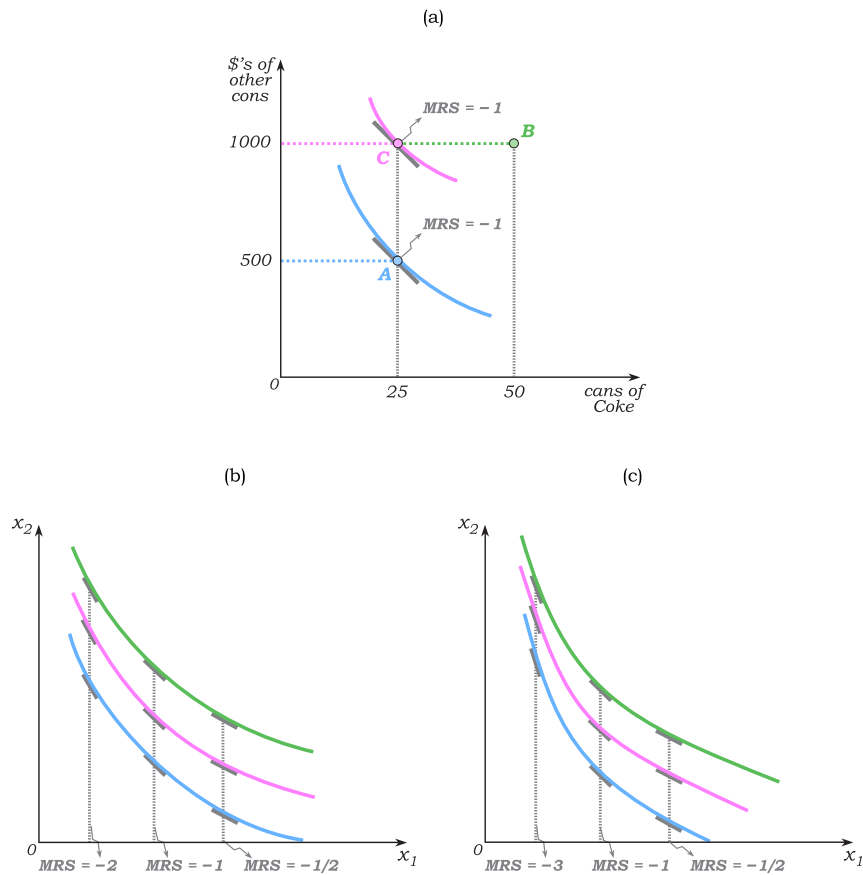 (a)
$'s of
other
cons
MRS = – 1
1000
B
C
MRS = – 1
500
A
0
25
50
cans of
Coke
(b)
(c)
x2
x2
0
x1
MRS = –2
MRS = –1
MRS = –1/2
0
x1
MRS = –3
MRS = –1
MRS = –1/2